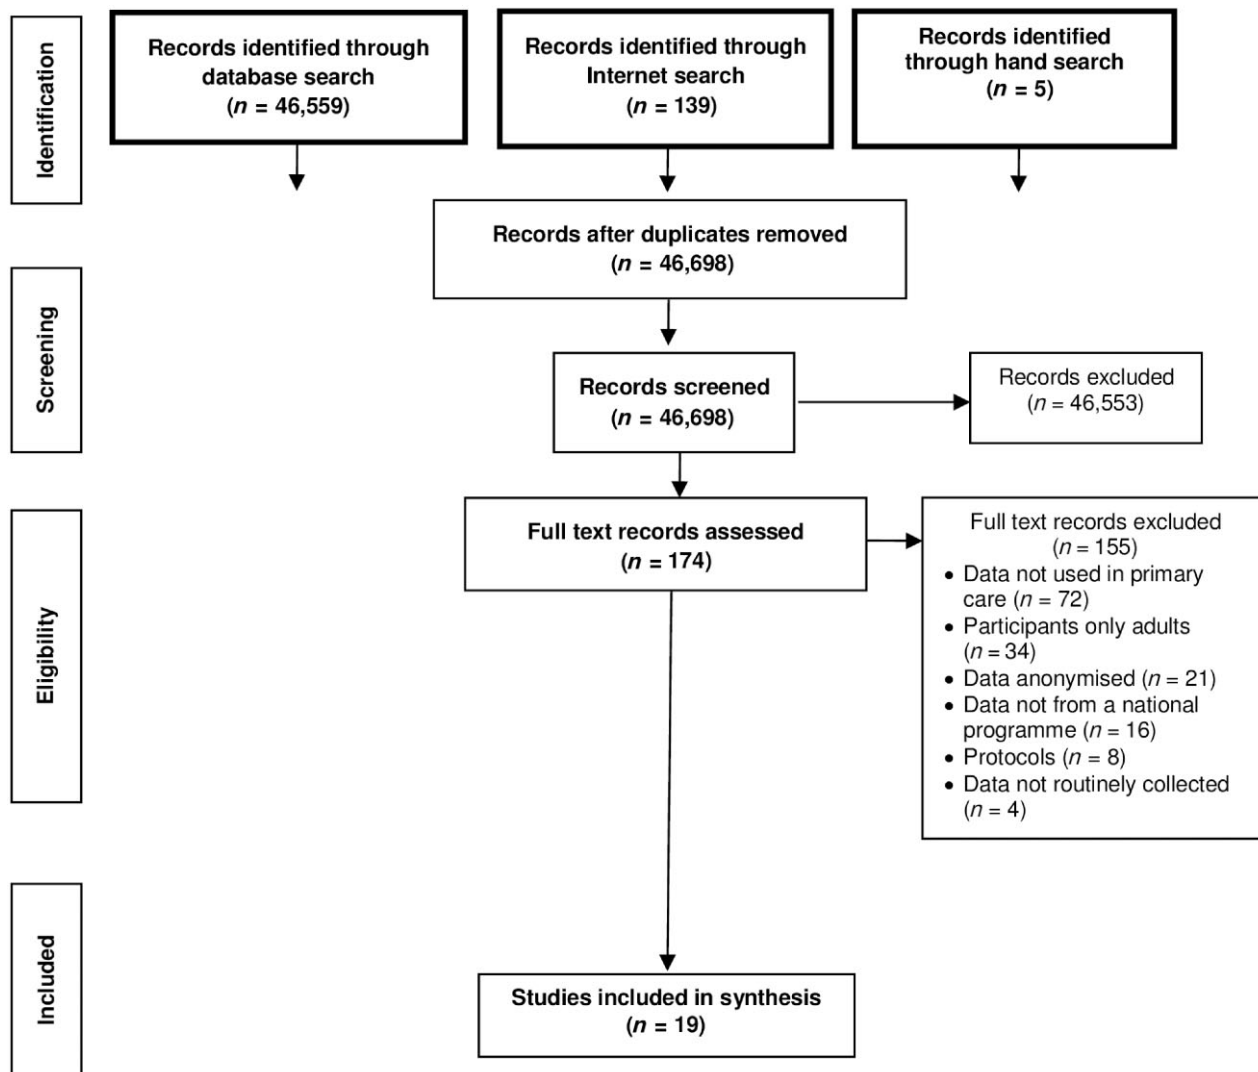 Identification
Records identified through
database search
(n = 46,559)
Records identified through
Internet search
(n = 139)
Records identified
through hand search
(n = 5)
Records after duplicates removed
(n = 46,698)
Screening
Records screened
(n = 46,698)
Records excluded
(n = 46,553)
Eligibility
Full text records assessed
(n = 174)
Full text records excluded
(n = 155)
• Data not used in primary
care (n = 72)
• Participants only adults
(n = 34)
• Data anonymised (n = 21)
• Data not from a national
programme (n = 16)
• Protocols (n = 8)
• Data not routinely collected
(n = 4)
Included
Studies included in synthesis
(n = 19)